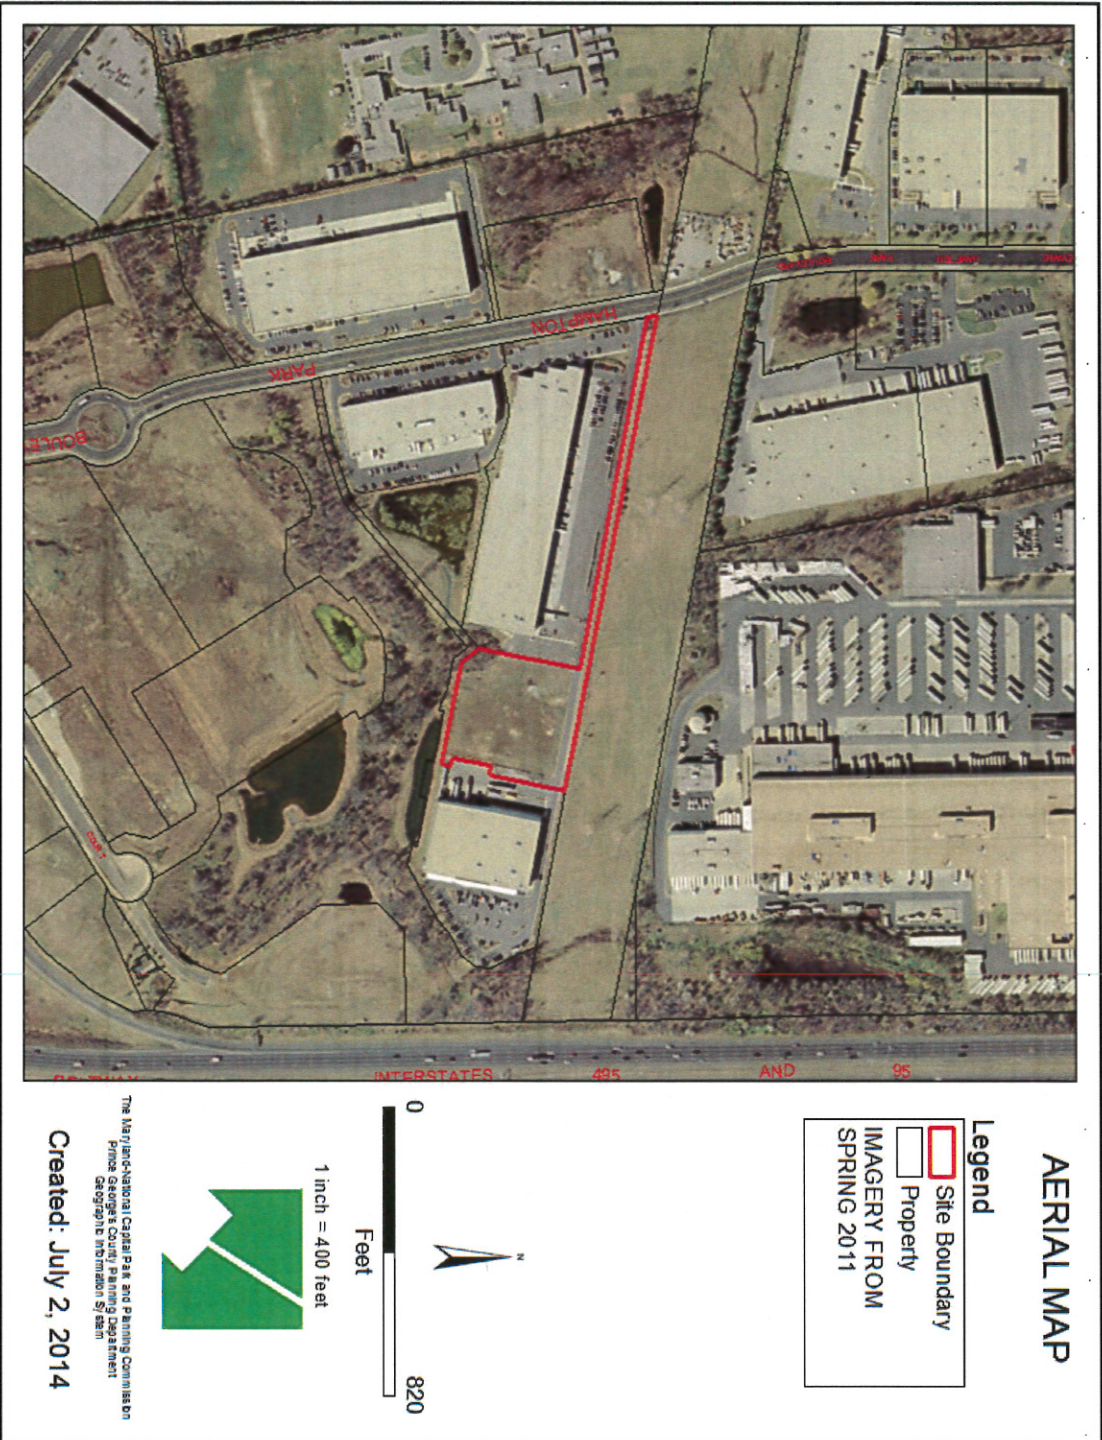 AERIAL MAP
Legend
Site Boundary
Property
IMAGERY FROM
SPRING 2011
N
0
820
Feet
1 inch = 400 feet
The Maryland-National Capital Park and Planning Commission
Prince George's County Planning Department
Geographic Information System
Created: July 2, 2014
HAMPTON
PARK
COURT
INTERSTATES
495
AND
95